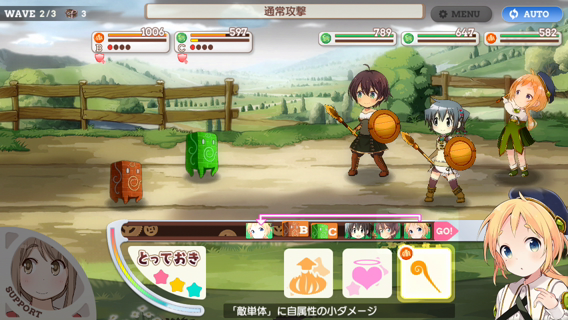 WAVE 2/3 3
通常攻撃
MENU
AUTO
B 1006
C 597
789
647
582
B C GO!
とっておき
「敵単体」に自属性の小ダメージ
SUPPORT